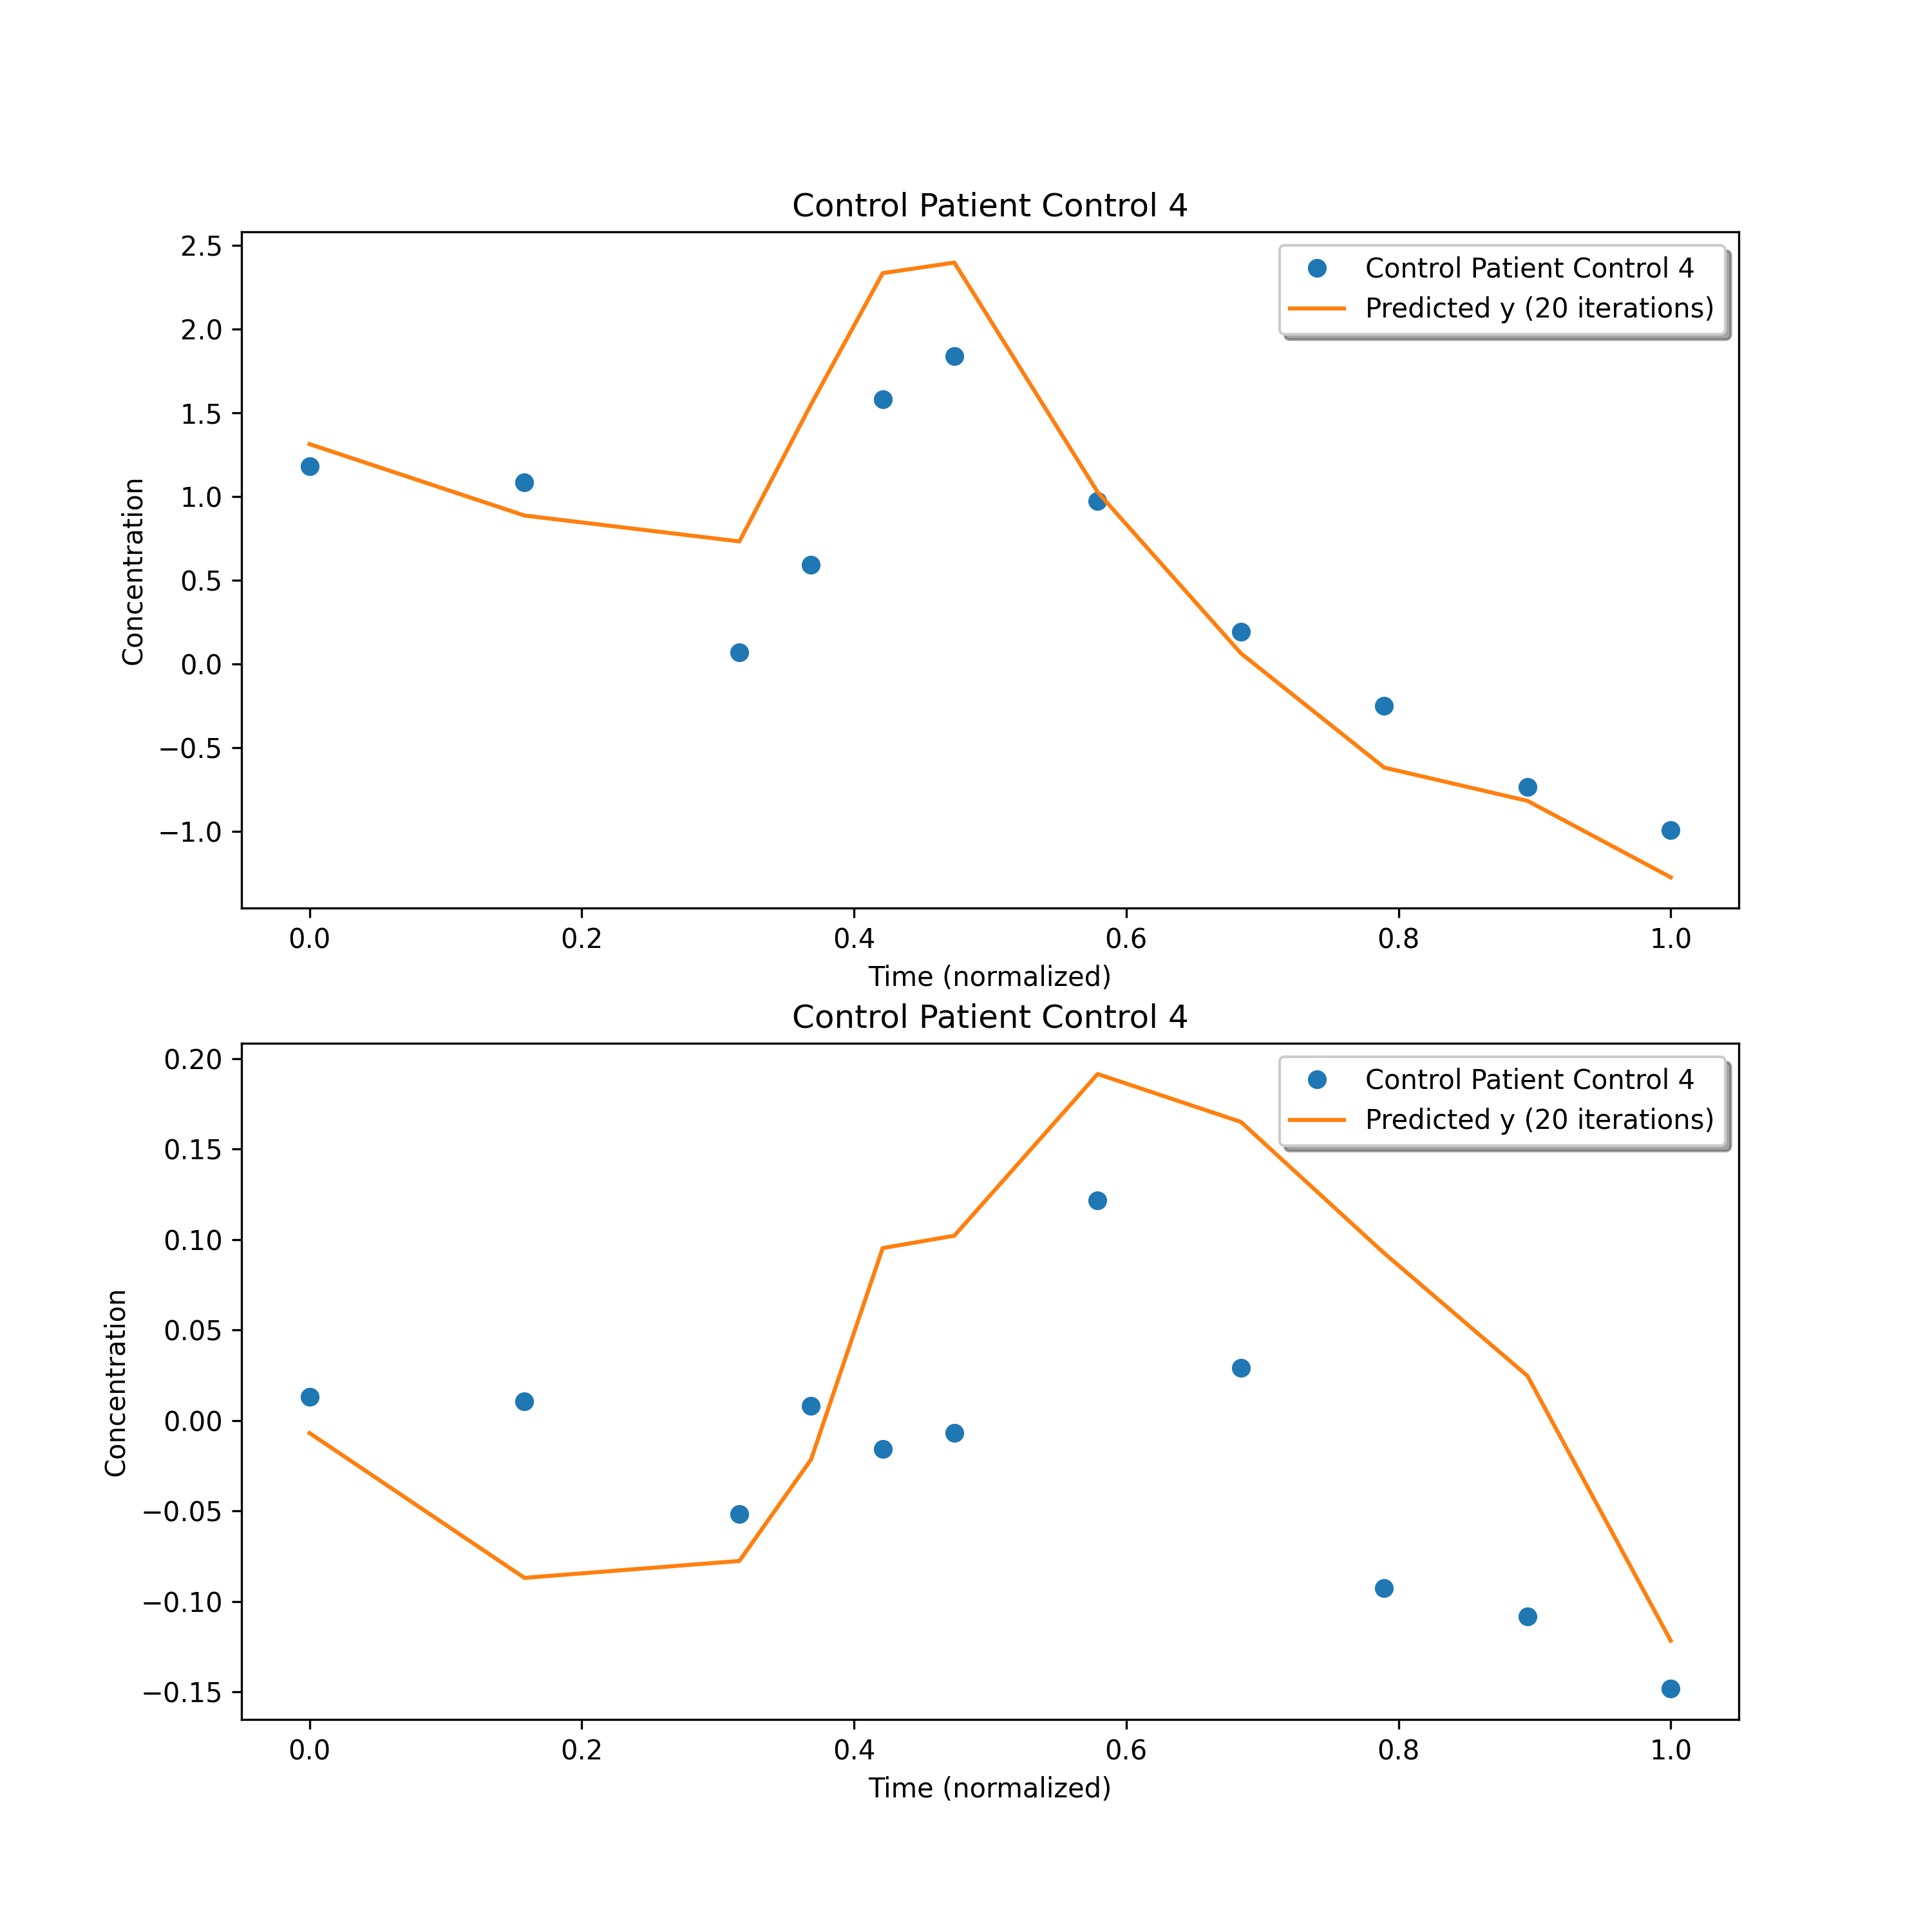 Control Patient Control 4
2.5
2.0
1.5
1.0
0.5
0.0
−0.5
−1.0
Concentration
Control Patient Control 4
Predicted y (20 iterations)
0.0 0.2 0.4 0.6 0.8 1.0
Time (normalized)
Control Patient Control 4
0.20
0.15
0.10
0.05
0.00
−0.05
−0.10
−0.15
Concentration
Control Patient Control 4
Predicted y (20 iterations)
0.0 0.2 0.4 0.6 0.8 1.0
Time (normalized)